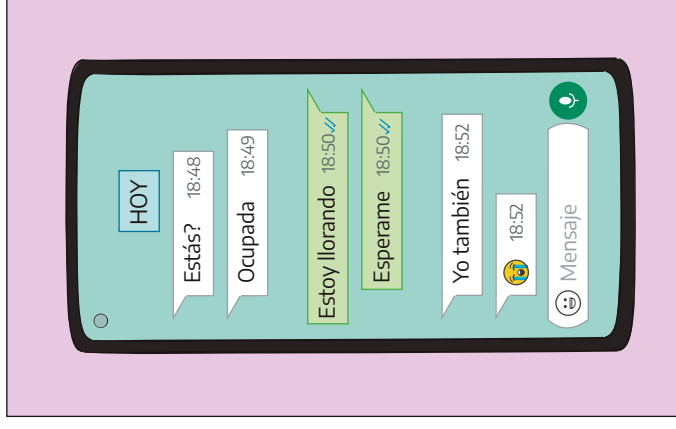 HOY
Estás? 18:48
Ocupada 18:49
Estoy llorando 18:50
Esperame 18:50
Yo también 18:52
😭 18:52
Mensaje